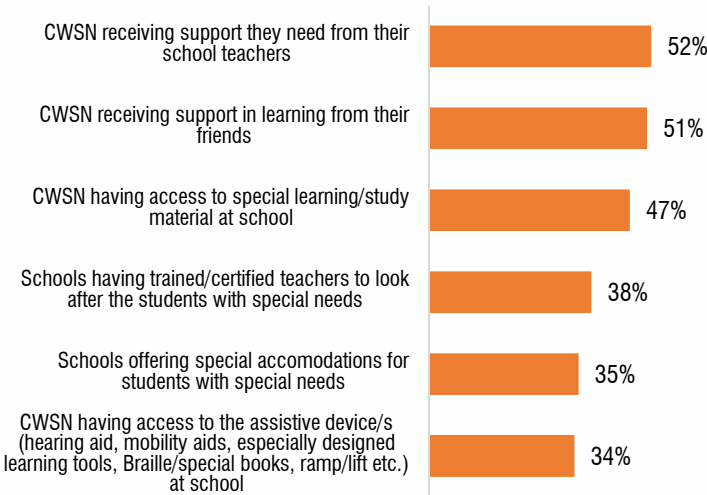 CWSN receiving support they need from their
school teachers
52%
CWSN receiving support in learning from their
friends
51%
CWSN having access to special learning/study
material at school
47%
Schools having trained/certified teachers to look
after the students with special needs
38%
Schools offering special accomodations for
students with special needs
35%
CWSN having access to the assistive device/s
(hearing aid, mobility aids, especially designed
learning tools, Braille/special books, ramp/lift etc.)
at school
34%